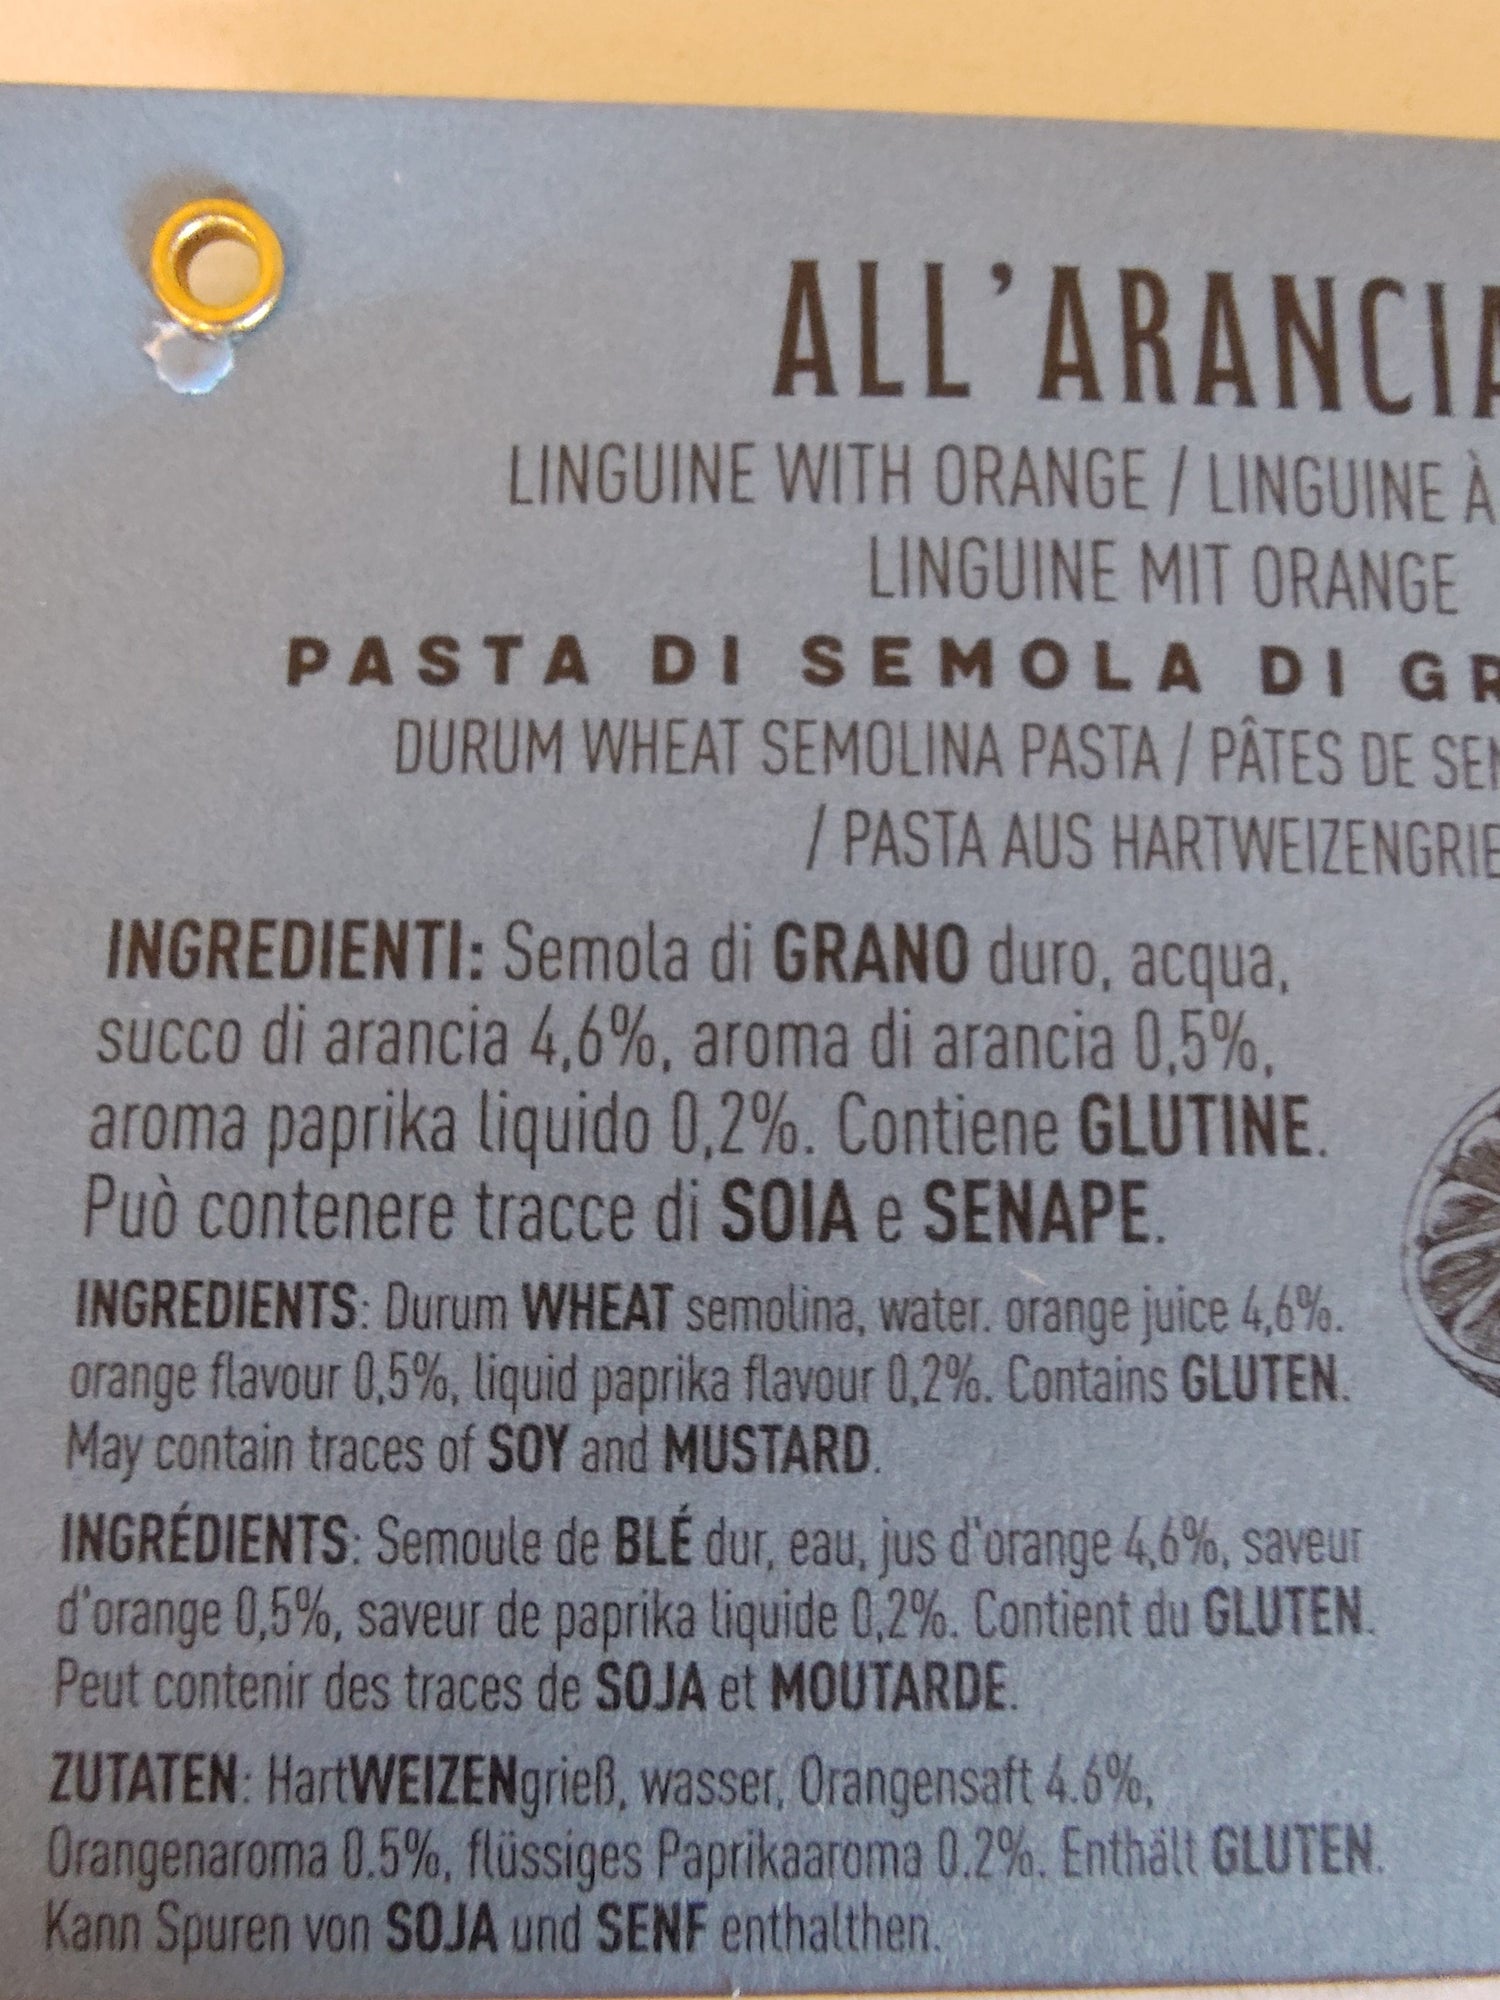 ALL'ARANCIA
LINGUINE WITH ORANGE / LINGUINE À
LINGUINE MIT ORANGE
PASTA DI SEMOLA DI GR
DURUM WHEAT SEMOLINA PASTA / PÂTES DE SEM
/ PASTA AUS HARTWEIZENGRIE
INGREDIENTI: Semola di GRANO duro, acqua,
succo di arancia 4,6%, aroma di arancia 0,5%,
aroma paprika liquido 0,2%. Contiene GLUTINE.
Può contenere tracce di SOIA e SENAPE.
INGREDIENTS: Durum WHEAT semolina, water. orange juice 4,6%.
orange flavour 0,5%, liquid paprika flavour 0,2%. Contains GLUTEN.
May contain traces of SOY and MUSTARD.
INGRÉDIENTS: Semoule de BLÉ dur, eau, jus d'orange 4,6%, saveur
d'orange 0,5%, saveur de paprika liquide 0,2%. Contient du GLUTEN.
Peut contenir des traces de SOJA et MOUTARDE.
ZUTATEN: HartWEIZENgrieß, wasser, Orangensaft 4.6%,
Orangenaroma 0.5%, flüssiges Paprikaaroma 0.2%. Enthält GLUTEN.
Kann Spuren von SOJA und SENF enthalthen.